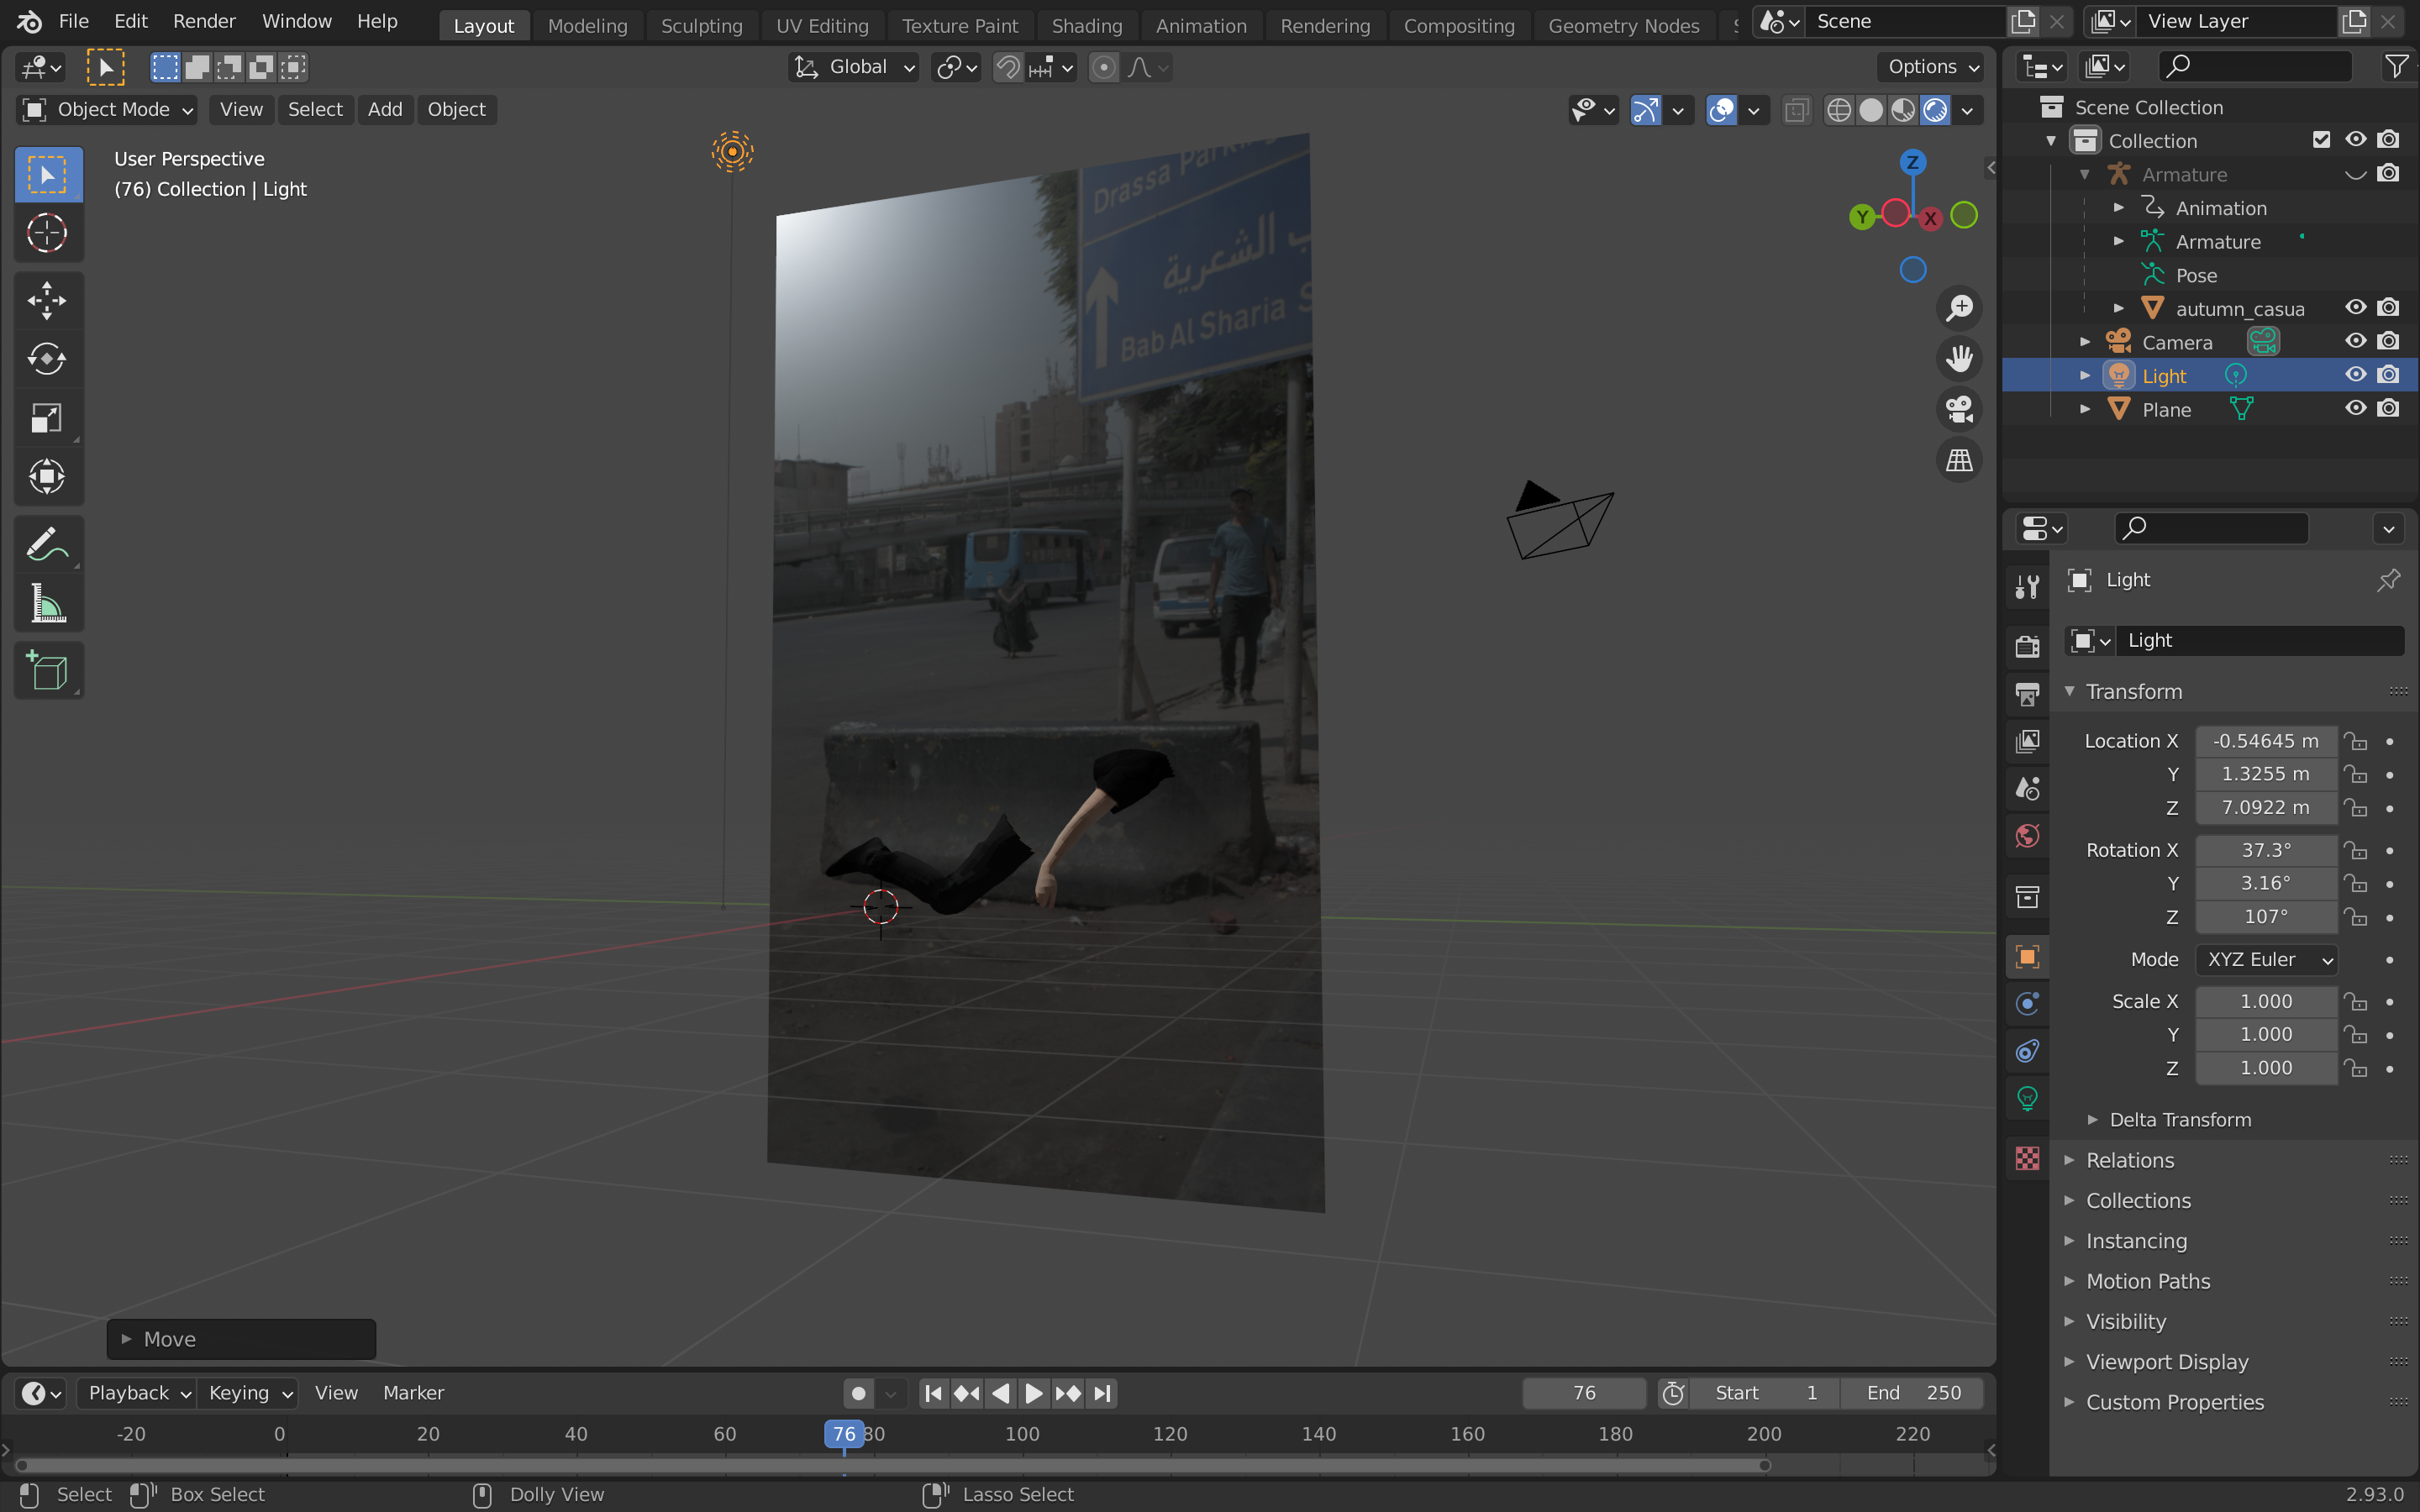 File Edit Render Window Help Layout Modeling Sculpting UV Editing Texture Paint Shading Animation Rendering Compositing Geometry Nodes Scene View Layer
Global Options
Object Mode View Select Add Object
User Perspective
(76) Collection | Light
Z
Y X
Drassa
ب الشعرية
Bab Al Sharia S
Scene Collection
Collection
Armature
Animation
Armature
Pose
autumn_casua
Camera
Light
Plane
Light
Light
Transform
Location X -0.54645 m
Y 1.3255 m
Z 7.0922 m
Rotation X 37.3°
Y 3.16°
Z 107°
Mode XYZ Euler
Scale X 1.000
Y 1.000
Z 1.000
Delta Transform
Relations
Collections
Instancing
Motion Paths
Visibility
Viewport Display
Custom Properties
Move
Playback Keying View Marker 76 Start 1 End 250
-20 0 20 40 60 76 80 100 120 140 160 180 200 220
Select Box Select Dolly View Lasso Select 2.93.0